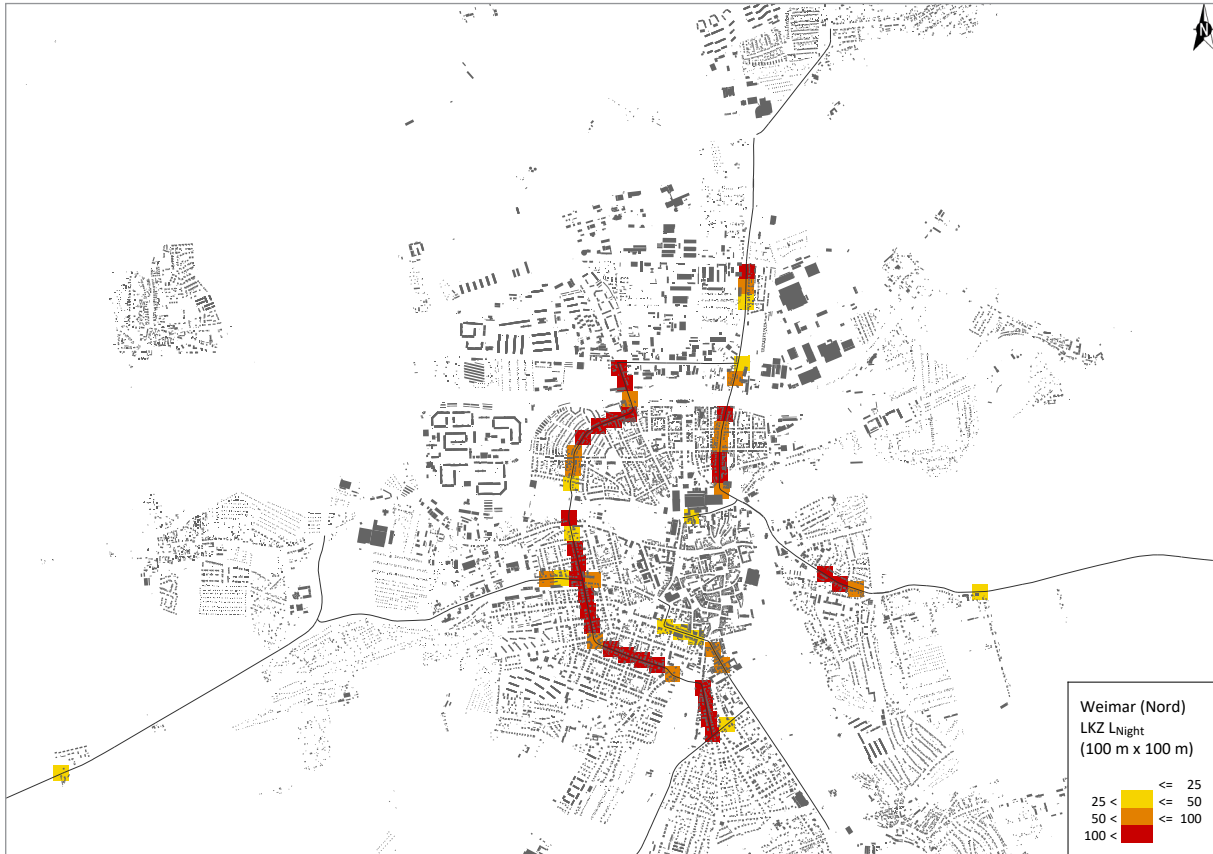 N
Weimar (Nord)
LKZ LNight
(100 m x 100 m)
<= 25
25 < <= 50
50 < <= 100
100 <